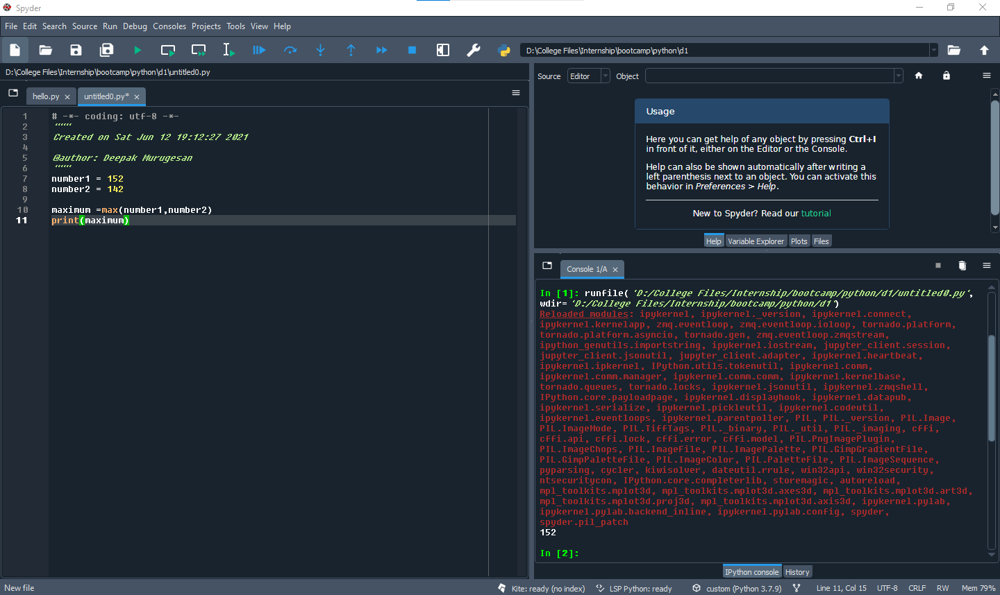 Spyder
File Edit Search Source Run Debug Consoles Projects Tools View Help
D:\College Files\Internship\bootcamp\python\d1
D:\College Files\Internship\bootcamp\python\d1\untitled0.py
hello.py
untitled0.py*
1 # -*- coding: utf-8 -*-
2 """
3 Created on Sat Jun 12 19:12:27 2021
4
5 @author: Deepak Murugesan
6 """
7 number1 = 152
8 number2 = 142
9
10 maximum =max(number1,number2)
11 print(maximum)
Source Editor Object
Usage
Here you can get help of any object by pressing Ctrl+I
in front of it, either on the Editor or the Console.
Help can also be shown automatically after writing a
left parenthesis next to an object. You can activate this
behavior in Preferences > Help.
New to Spyder? Read our tutorial
Help Variable Explorer Plots Files
Console 1/A
In [1]: runfile('D:/College Files/Internship/bootcamp/python/d1/untitled0.py',
wdir='D:/College Files/Internship/bootcamp/python/d1')
Reloaded modules: ipykernel, ipykernel._version, ipykernel.connect,
ipykernel.kernelapp, zmq.eventloop, zmq.eventloop.ioloop, tornado.platform,
tornado.platform.asyncio, tornado.gen, zmq.eventloop.zmqstream,
ipython_genutils.importstring, ipykernel.iostream, jupyter_client.session,
jupyter_client.jsonutil, jupyter_client.adapter, ipykernel.heartbeat,
ipykernel.ipkernel, IPython.utils.tokenutil, ipykernel.comm,
ipykernel.comm.manager, ipykernel.comm.comm, ipykernel.kernelbase,
tornado.queues, tornado.locks, ipykernel.jsonutil, ipykernel.zmqshell,
IPython.core.payloadpage, ipykernel.displayhook, ipykernel.datapub,
ipykernel.serialize, ipykernel.pickleutil, ipykernel.codeutil,
ipykernel.eventloops, ipykernel.parentpoller, PIL, PIL._version, PIL.Image,
PIL.ImageMode, PIL.TiffTags, PIL._binary, PIL._util, PIL._imaging, cffi,
cffi.api, cffi.lock, cffi.error, cffi.model, PIL.PngImagePlugin,
PIL.ImageChops, PIL.ImageFile, PIL.ImagePalette, PIL.GimpGradientFile,
PIL.GimpPaletteFile, PIL.ImageColor, PIL.PaletteFile, PIL.ImageSequence,
pyparsing, cycler, kiwisolver, dateutil.rrule, win32api, win32security,
ntsecuritycon, IPython.core.completerlib, storemagic, autoreload,
mpl_toolkits.mplot3d, mpl_toolkits.mplot3d.axes3d, mpl_toolkits.mplot3d.art3d,
mpl_toolkits.mplot3d.proj3d, mpl_toolkits.mplot3d.axis3d, ipykernel.pylab,
ipykernel.pylab.backend_inline, ipykernel.pylab.config, spyder,
spyder.pil_patch
152
In [2]:
IPython console History
New file Kite: ready (no index) LSP Python: ready custom (Python 3.7.9) Line 11, Col 15 UTF-8 CRLF RW Mem 79%